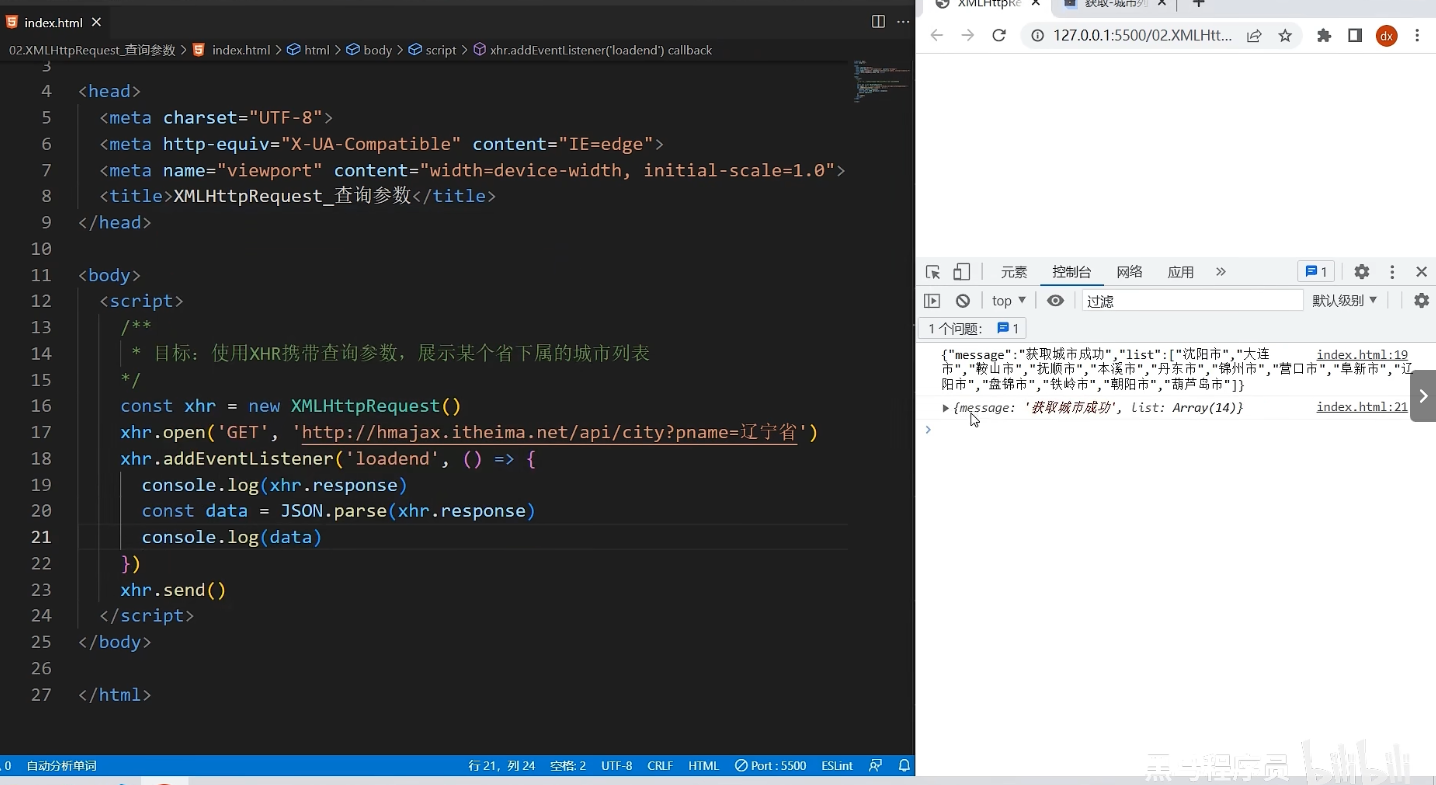 index.html
02.XMLHttpRequest_查询参数 > index.html > html > body > script > xhr.addEventListener('loadend') callback
3
4 <head>
5 <meta charset="UTF-8">
6 <meta http-equiv="X-UA-Compatible" content="IE=edge">
7 <meta name="viewport" content="width=device-width, initial-scale=1.0">
8 <title>XMLHttpRequest_查询参数</title>
9 </head>
10
11 <body>
12 <script>
13 /**
14 * 目标：使用XHR携带查询参数，展示某个省下属的城市列表
15 */
16 const xhr = new XMLHttpRequest()
17 xhr.open('GET', 'http://hmajax.itheima.net/api/city?pname=辽宁省')
18 xhr.addEventListener('loadend', () => {
19 console.log(xhr.response)
20 const data = JSON.parse(xhr.response)
21 console.log(data)
22 })
23 xhr.send()
24 </script>
25 </body>
26
27 </html>
0 自动分析单词 行 21，列 24 空格: 2 UTF-8 CRLF HTML Port : 5500 ESLint
XMLHttpRe 获取-城市列
127.0.0.1:5500/02.XMLHtt... dx
元素 控制台 网络 应用 » 1
top 过滤 默认级别
1 个问题: 1
{"message":"获取城市成功","list":["沈阳市","大连 index.html:19
市","鞍山市","抚顺市","本溪市","丹东市","锦州市","营口市","阜新市","辽
阳市","盘锦市","铁岭市","朝阳市","葫芦岛市"]}
{message: '获取城市成功', list: Array(14)} index.html:21
黑马程序员 bilibili